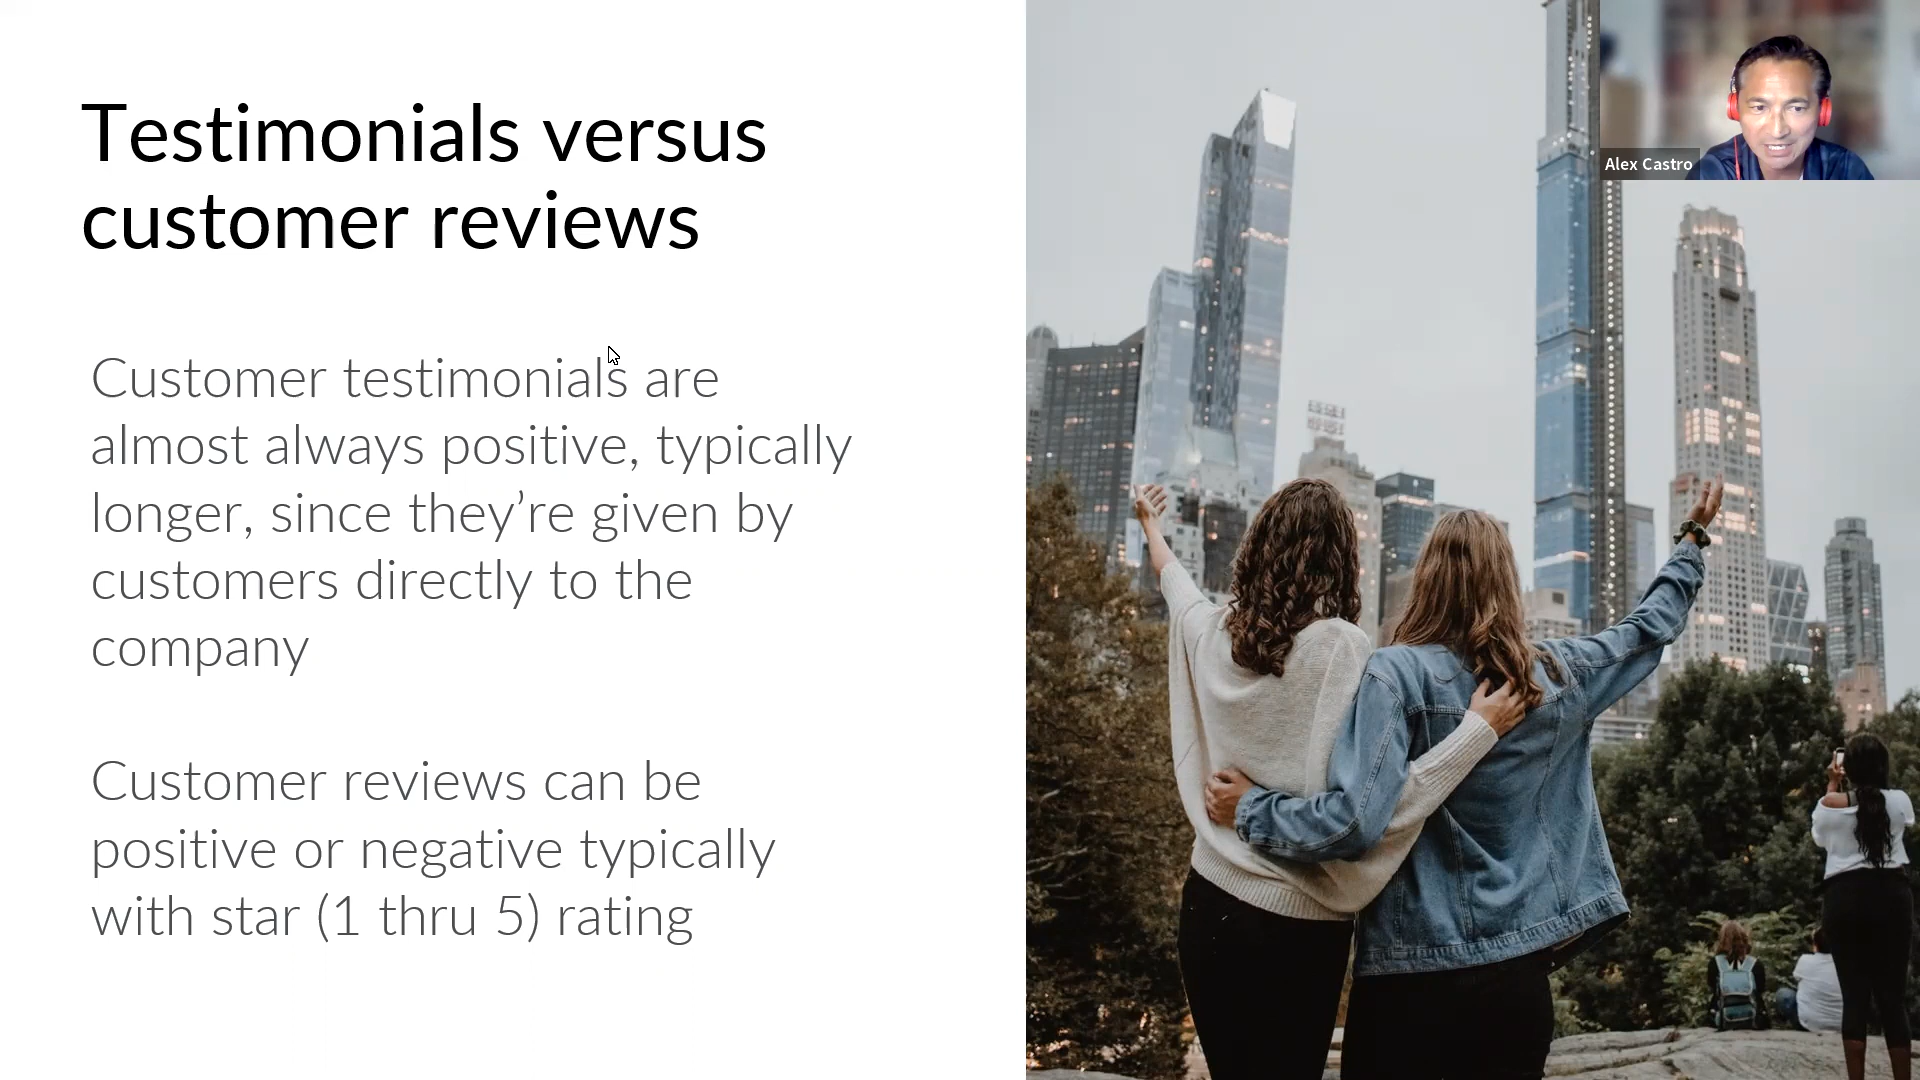 Testimonials versus
customer reviews
Customer testimonials are
almost always positive, typically
longer, since they’re given by
customers directly to the
company
Customer reviews can be
positive or negative typically
with star (1 thru 5) rating
Alex Castro